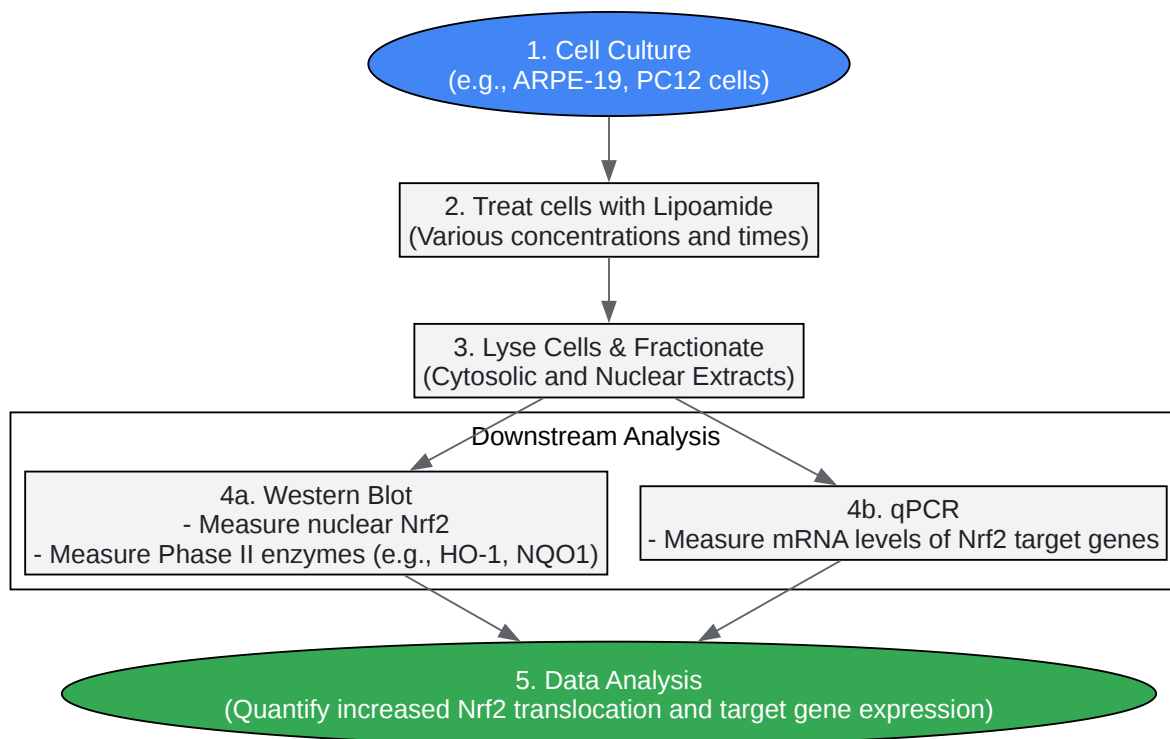 1. Cell Culture
(e.g., ARPE-19, PC12 cells)
2. Treat cells with Lipoamide
(Various concentrations and times)
3. Lyse Cells & Fractionate
(Cytosolic and Nuclear Extracts)
Downstream Analysis
4a. Western Blot
- Measure nuclear Nrf2
- Measure Phase II enzymes (e.g., HO-1, NQO1)
4b. qPCR
- Measure mRNA levels of Nrf2 target genes
5. Data Analysis
(Quantify increased Nrf2 translocation and target gene expression)